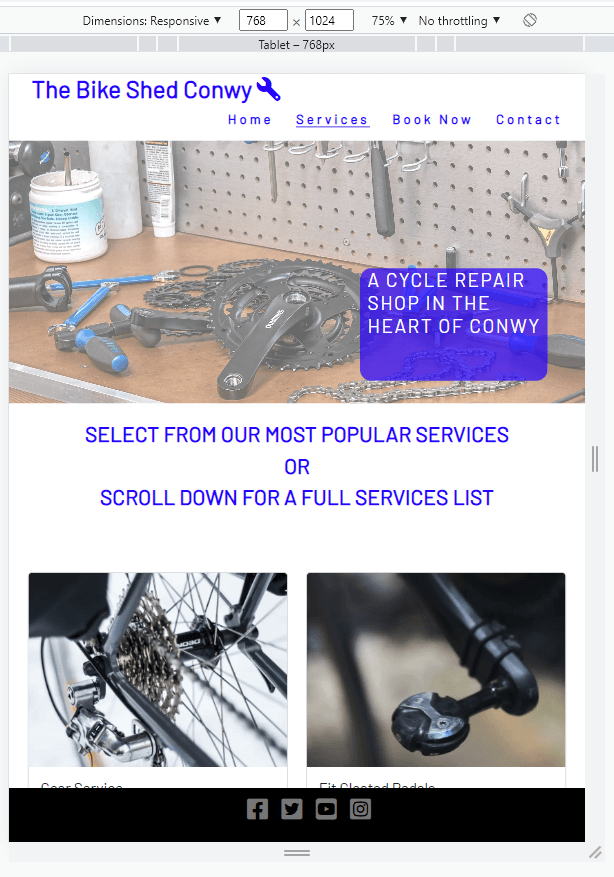 Dimensions: Responsive ▼ 768 × 1024 75% ▼ No throttling ▼
Tablet – 768px
The Bike Shed Conwy
Home Services Book Now Contact
A CYCLE REPAIR
SHOP IN THE
HEART OF CONWY
SELECT FROM OUR MOST POPULAR SERVICES
OR
SCROLL DOWN FOR A FULL SERVICES LIST
Gear Service Fit Cleated Pedals